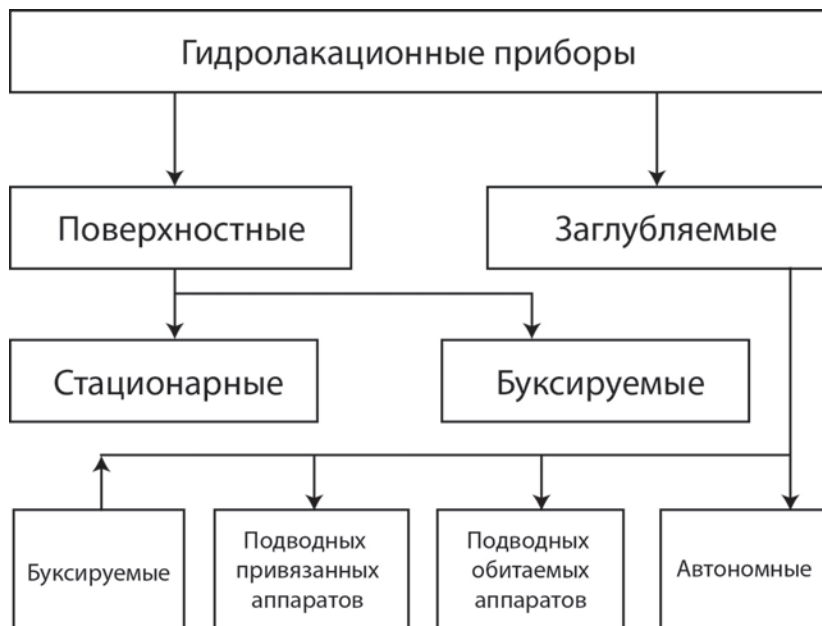 Гидролакационные приборы
Поверхностные
Заглубляемые
Стационарные
Буксируемые
Буксируемые
Подводных
привязанных
аппаратов
Подводных
обитаемых
аппаратов
Автономные